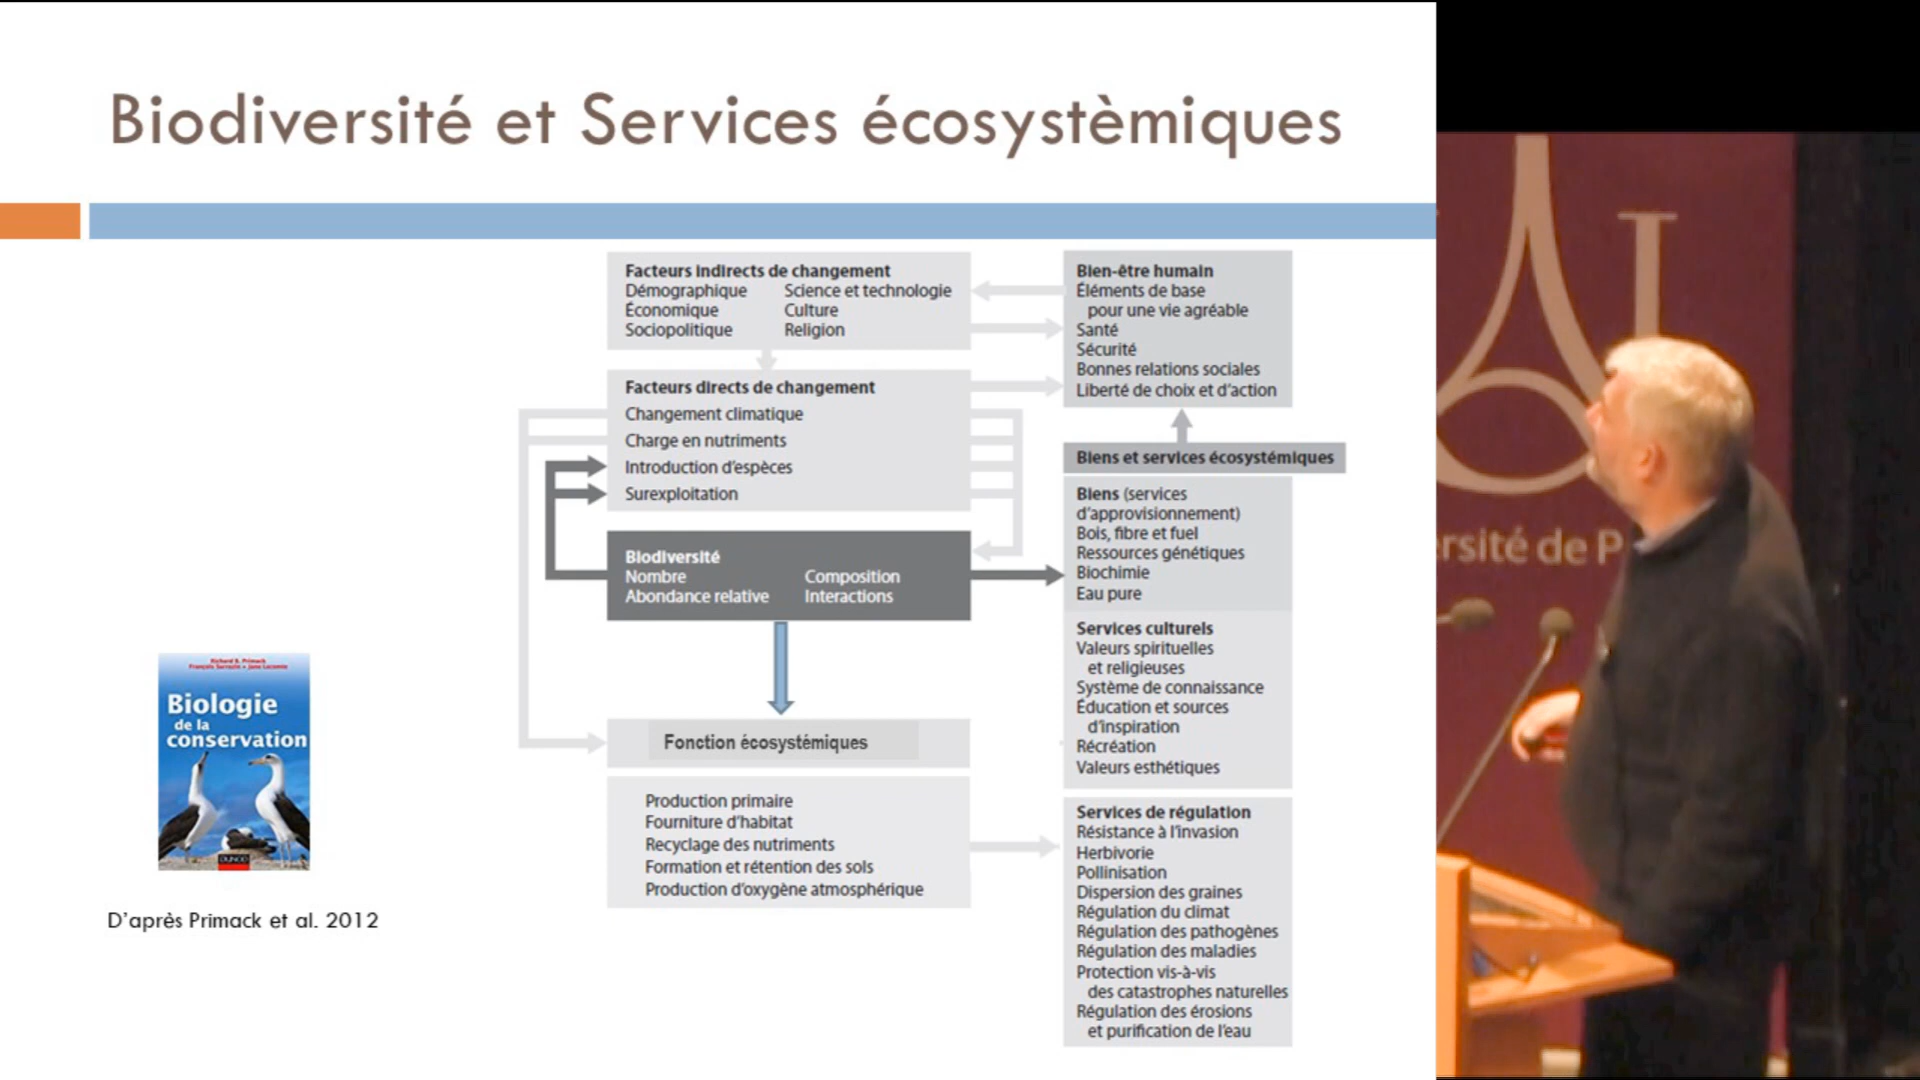 Biodiversité et Services écosystèmiques
Facteurs indirects de changement
Démographique Science et technologie
Économique Culture
Sociopolitique Religion
Facteurs directs de changement
Changement climatique
Charge en nutriments
Introduction d'espèces
Surexploitation
Biodiversité
Nombre Composition
Abondance relative Interactions
Fonction écosystémiques
Production primaire
Fourniture d'habitat
Recyclage des nutriments
Formation et rétention des sols
Production d'oxygène atmosphérique
Bien-être humain
Éléments de base
pour une vie agréable
Santé
Sécurité
Bonnes relations sociales
Liberté de choix et d'action
Biens et services écosystémiques
Biens (services
d'approvisionnement)
Bois, fibre et fuel
Ressources génétiques
Biochimie
Eau pure
Services culturels
Valeurs spirituelles
et religieuses
Système de connaissance
Éducation et sources
d'inspiration
Récréation
Valeurs esthétiques
Services de régulation
Résistance à l'invasion
Herbivorie
Pollinisation
Dispersion des graines
Régulation du climat
Régulation des pathogènes
Régulation des maladies
Protection vis-à-vis
des catastrophes naturelles
Régulation des érosions
et purification de l'eau
Richard B. Primack
François Sarrazin • Jane Lecomte
Biologie
de la
conservation
DUNOD
D'après Primack et al. 2012
rsité de P